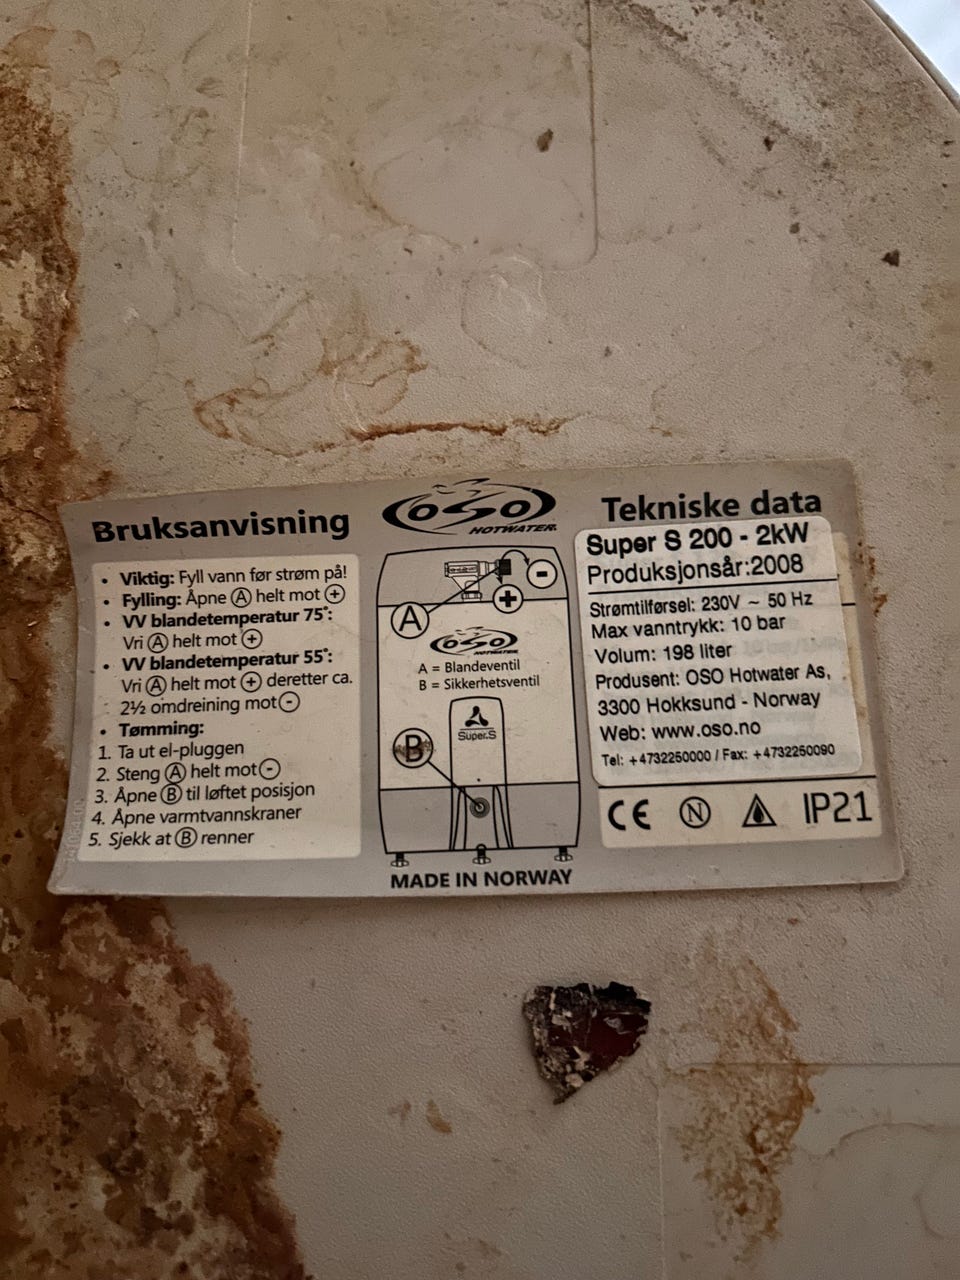 Bruksanvisning
• Viktig: Fyll vann før strøm på!
• Fylling: Åpne Ⓐ helt mot ⊕
• VV blandetemperatur 75°:
Vri Ⓐ helt mot ⊕
• VV blandetemperatur 55°:
Vri Ⓐ helt mot ⊕ deretter ca.
2½ omdreining mot ⊖
• Tømming:
1. Ta ut el-pluggen
2. Steng Ⓐ helt mot ⊖
3. Åpne Ⓑ til løftet posisjon
4. Åpne varmtvannskraner
5. Sjekk at Ⓑ renner
OSO
HOTWATER
A
+
-
OSO
HOTWATER
A = Blandeventil
B = Sikkerhetsventil
Super.S
B
MADE IN NORWAY
Tekniske data
Super S 200 - 2kW
Produksjonsår:2008
Strømtilførsel: 230V ~ 50 Hz
Max vanntrykk: 10 bar
Volum: 198 liter
Produsent: OSO Hotwater As,
3300 Hokksund - Norway
Web: www.oso.no
Tel: +4732250000 / Fax: +4732250090
CE N IP21